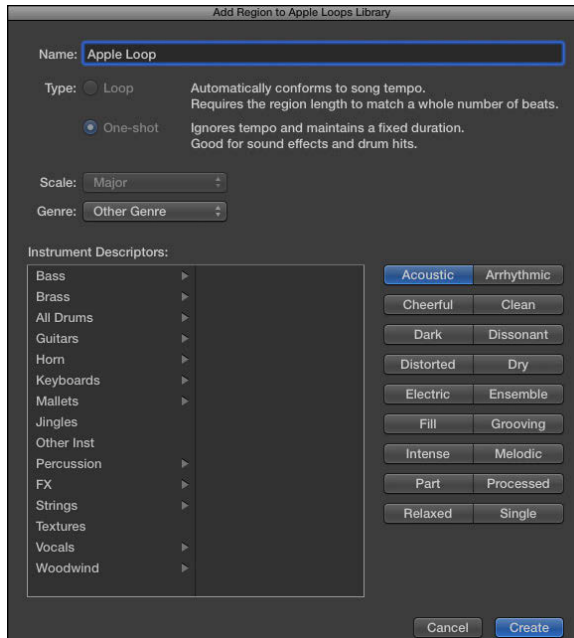 Add Region to Apple Loops Library
Name: Apple Loop
Type: Loop Automatically conforms to song tempo.
Requires the region length to match a whole number of beats.
One-shot Ignores tempo and maintains a fixed duration.
Good for sound effects and drum hits.
Scale: Major
Genre: Other Genre
Instrument Descriptors:
Bass
Brass
All Drums
Guitars
Horn
Keyboards
Mallets
Jingles
Other Inst
Percussion
FX
Strings
Textures
Vocals
Woodwind
Acoustic Arrhythmic
Cheerful Clean
Dark Dissonant
Distorted Dry
Electric Ensemble
Fill Grooving
Intense Melodic
Part Processed
Relaxed Single
Cancel Create